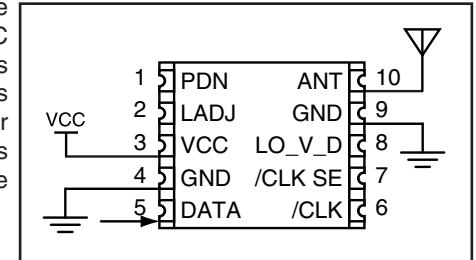 e
C
s
s
r
s
e
VCC
1 PDN ANT 10
2 LADJ GND 9
3 VCC LO_V_D 8
4 GND /CLK SE 7
5 DATA /CLK 6